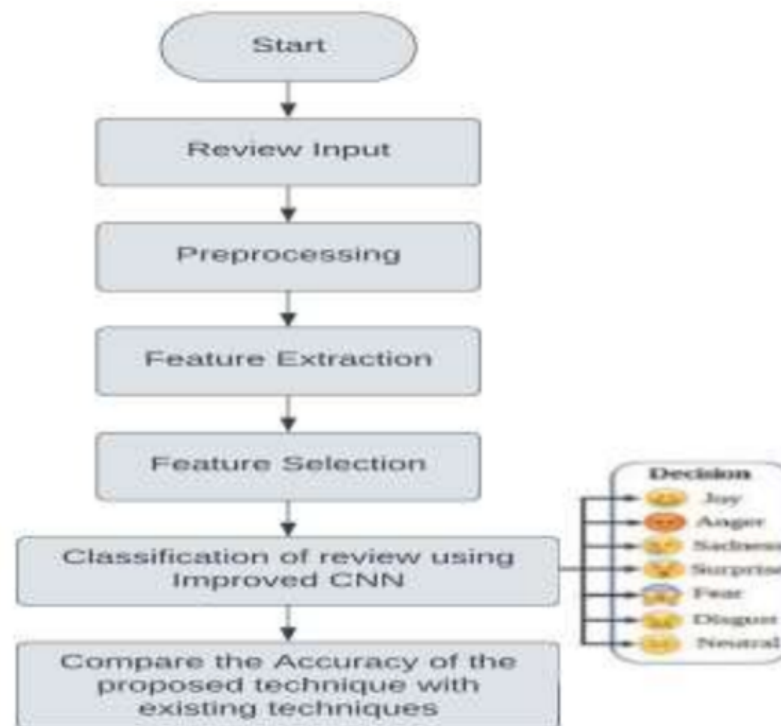 Start
Review Input
Preprocessing
Feature Extraction
Feature Selection
Classification of review using
Improved CNN
Decision
Joy
Anger
Sadness
Surprise
Fear
Disgust
Neutral
Compare the Accuracy of the
proposed technique with
existing techniques